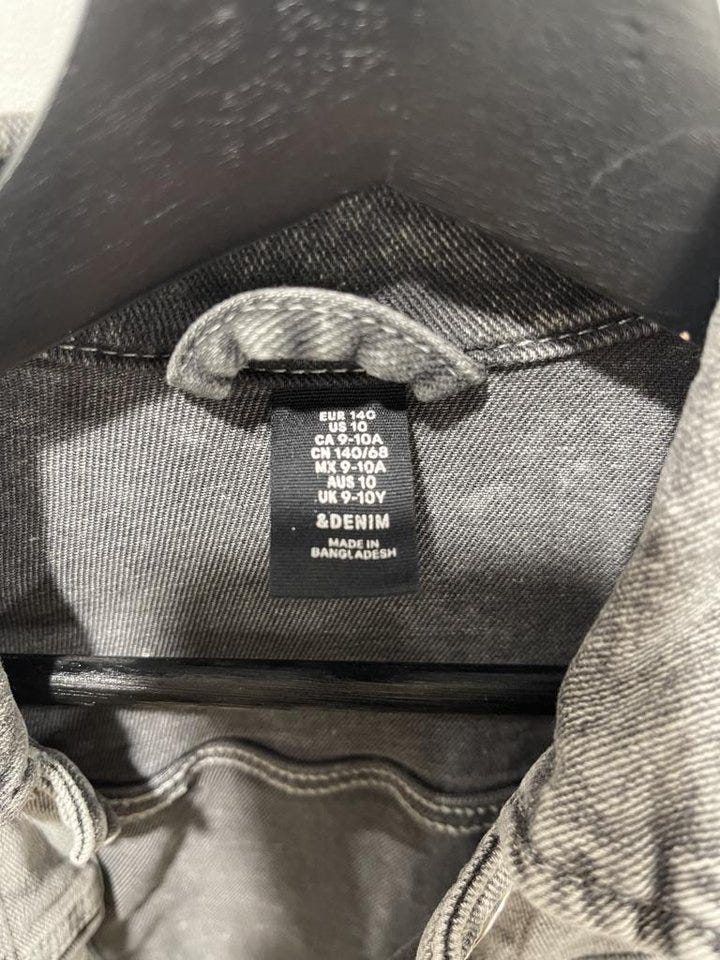 EUR 140
US 10
CA 9-10A
CN 140/68
MX 9-10A
AUS 10
UK 9-10Y
&DENIM
MADE IN
BANGLADESH